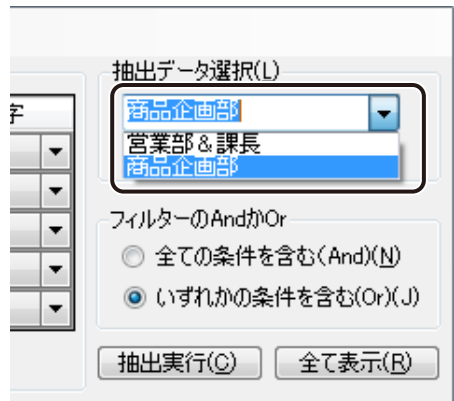 抽出データ選択(L)
字
商品企画部
営業部&課長
商品企画部
フィルターのAndかOr
全ての条件を含む(And)(N)
いずれかの条件を含む(Or)(J)
抽出実行(C)
全て表示(R)